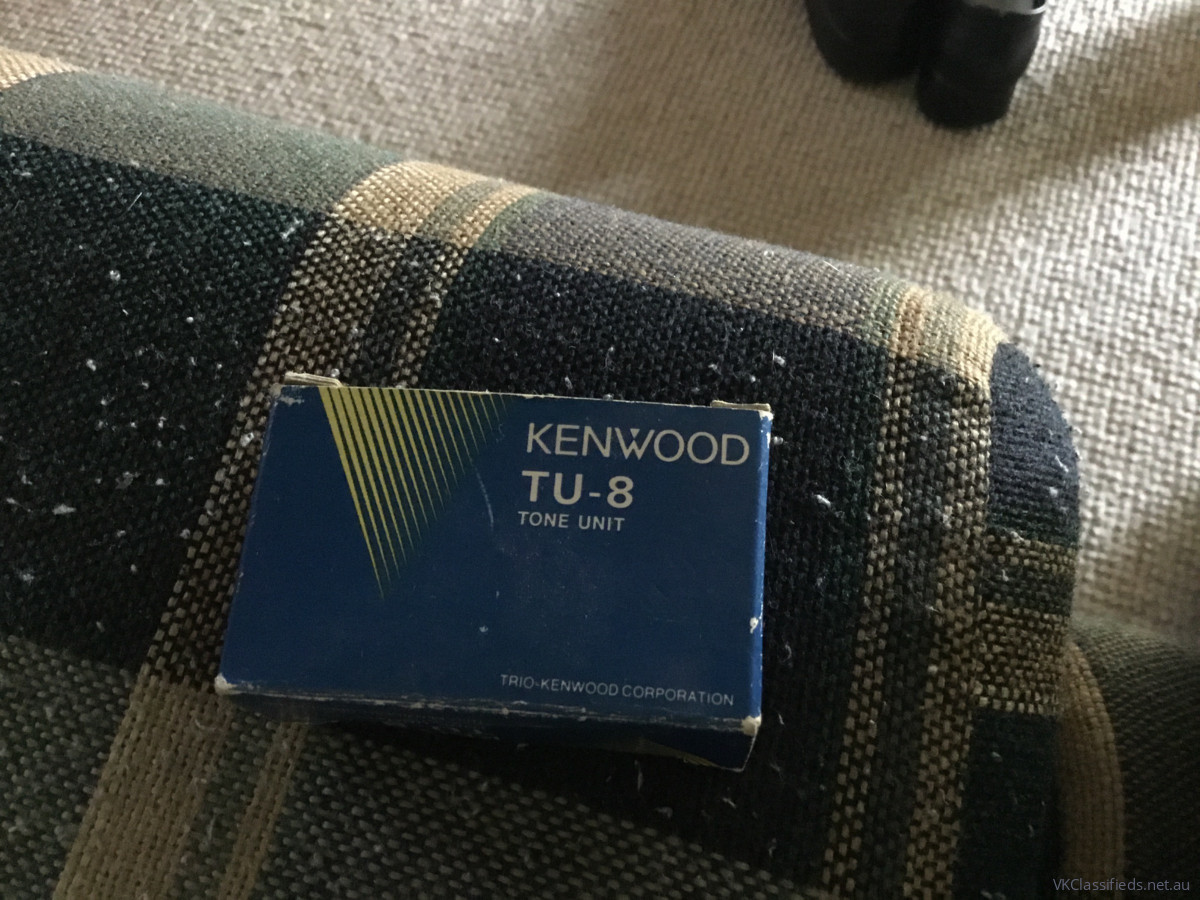 KENWOOD
TU-8
TONE UNIT
TRIO-KENWOOD CORPORATION
VKClassifieds.net.au